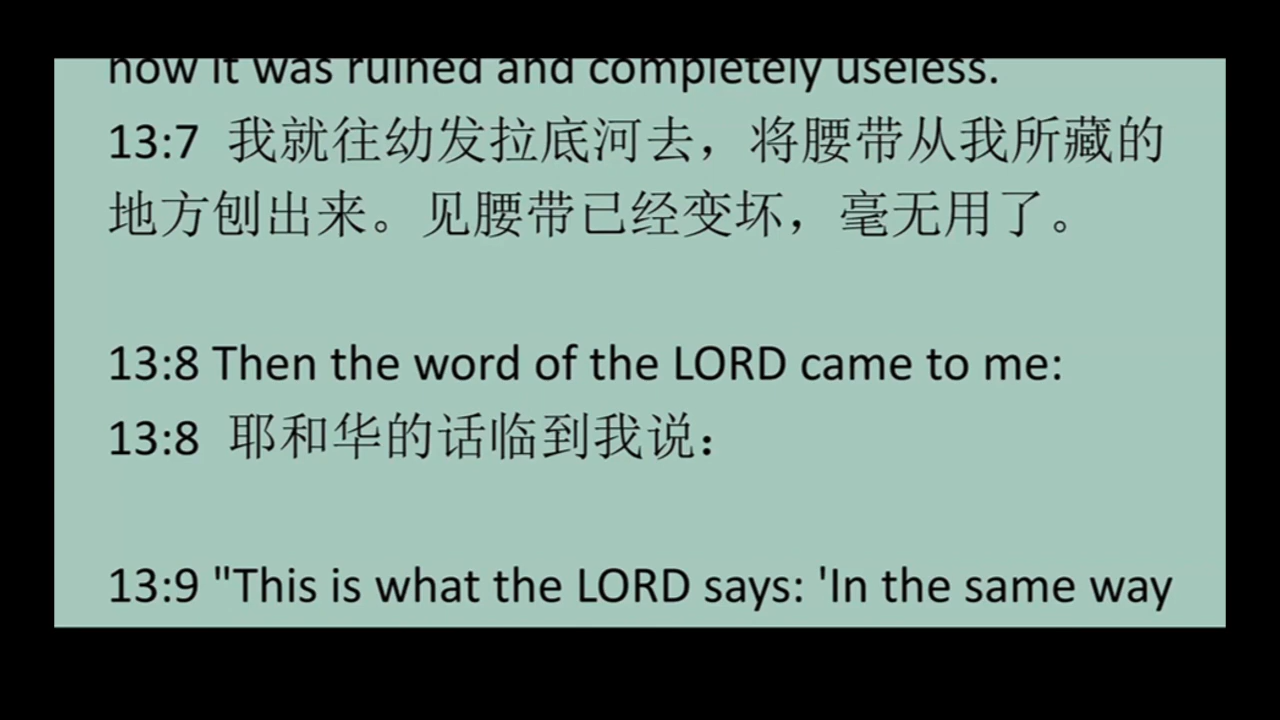 now it was ruined and completely useless.
13:7 我就往幼发拉底河去，将腰带从我所藏的
地方刨出来。见腰带已经变坏，毫无用了。
13:8 Then the word of the LORD came to me:
13:8 耶和华的话临到我说：
13:9 "This is what the LORD says: 'In the same way